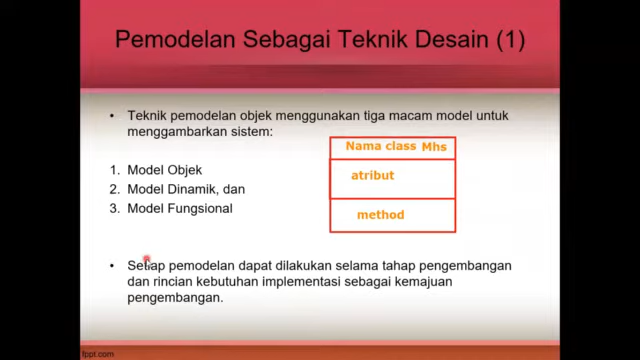 Pemodelan Sebagai Teknik Desain (1)
• Teknik pemodelan objek menggunakan tiga macam model untuk
menggambarkan sistem:
1. Model Objek
2. Model Dinamik, dan
3. Model Fungsional
Nama class Mhs
atribut
method
• Setiap pemodelan dapat dilakukan selama tahap pengembangan
dan rincian kebutuhan implementasi sebagai kemajuan
pengembangan.
fppt.com